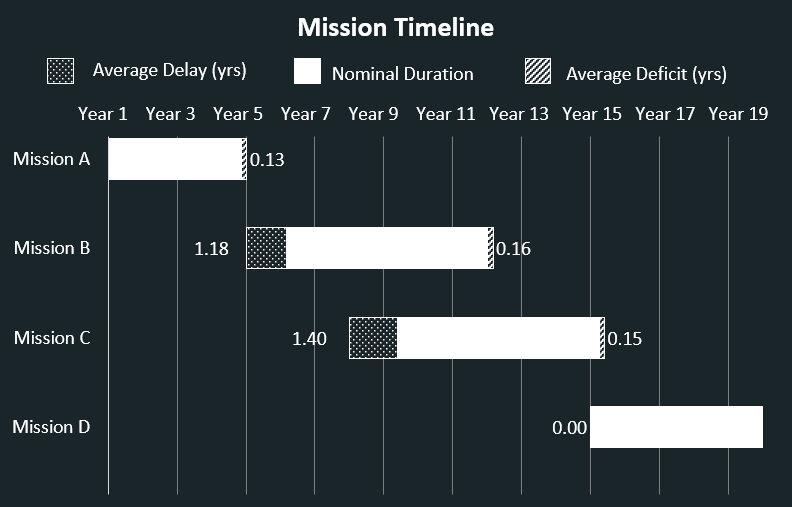 Mission Timeline
Average Delay (yrs) Nominal Duration Average Deficit (yrs)
Year 1 Year 3 Year 5 Year 7 Year 9 Year 11 Year 13 Year 15 Year 17 Year 19
Mission A 0.13
Mission B 1.18 0.16
Mission C 1.40 0.15
Mission D 0.00